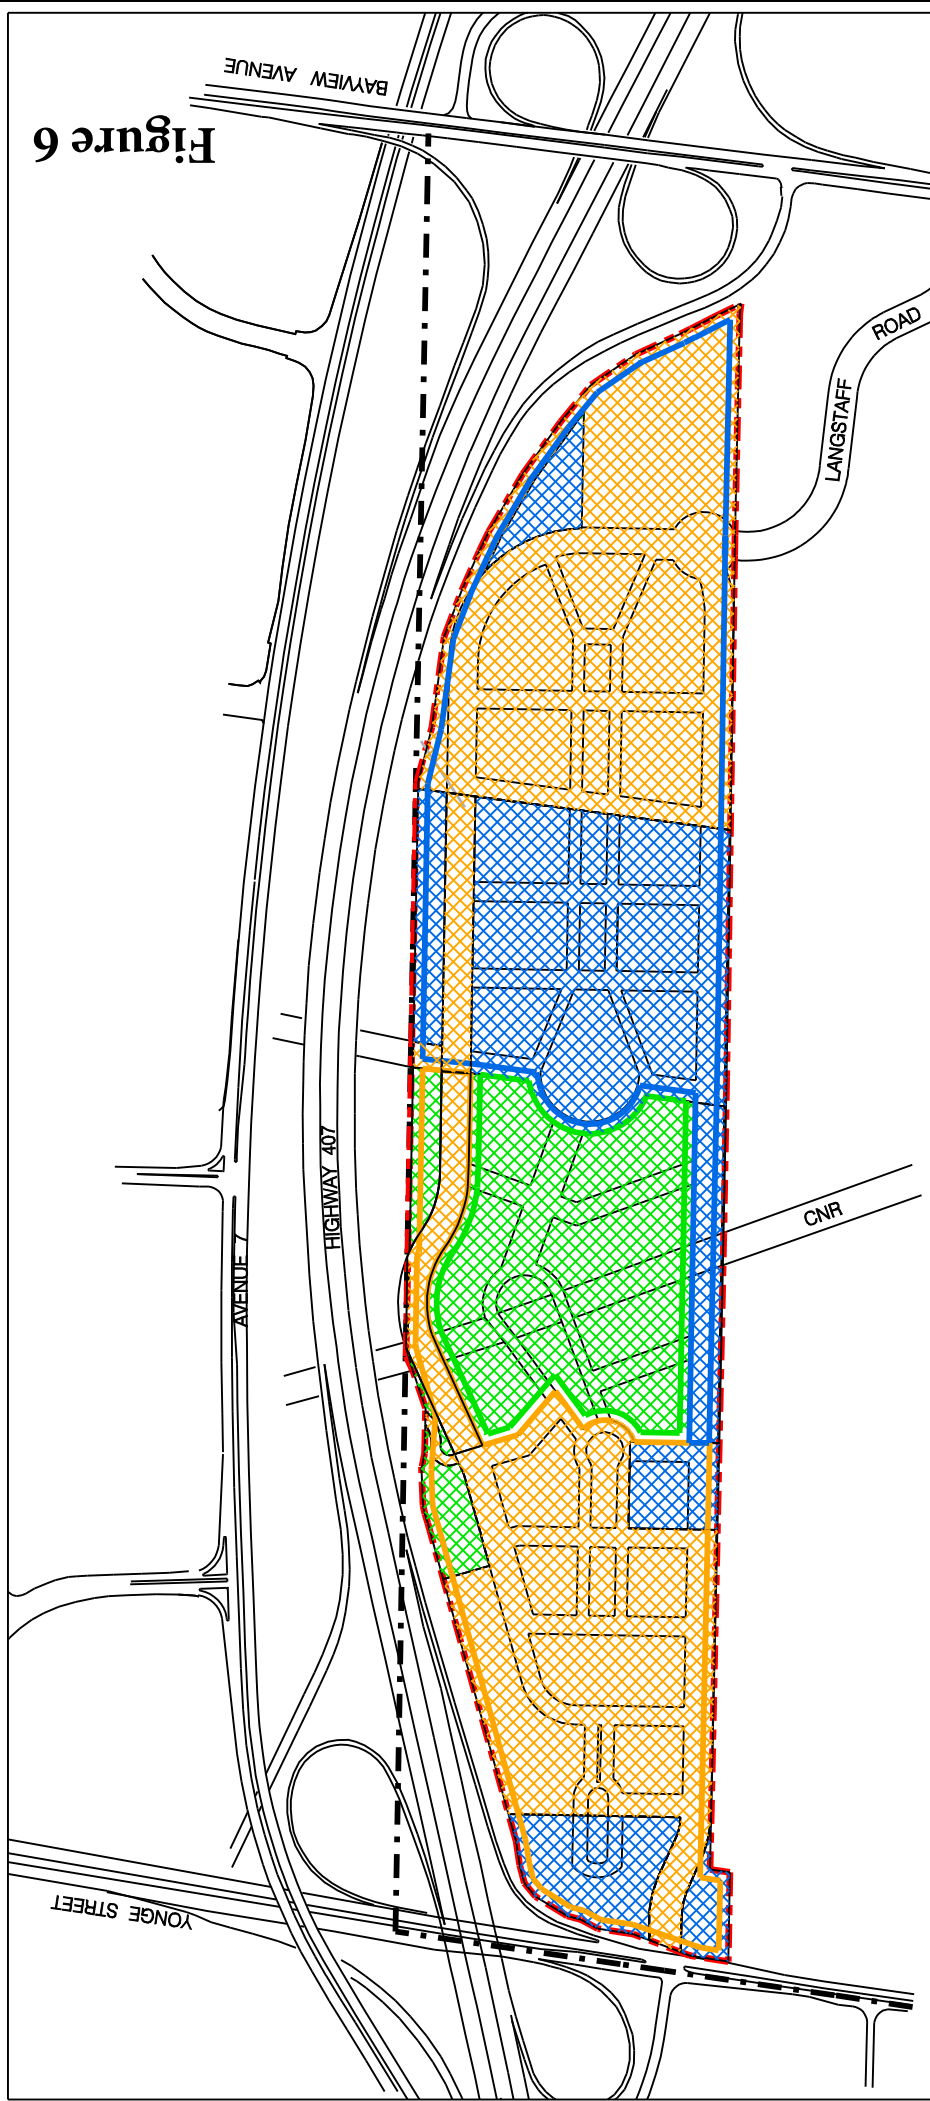 BAYVIEW AVENUE
Figure 6
ROAD
LANGSTAFF
HIGHWAY 407
CNR
AVENUE 7
YONGE STREET